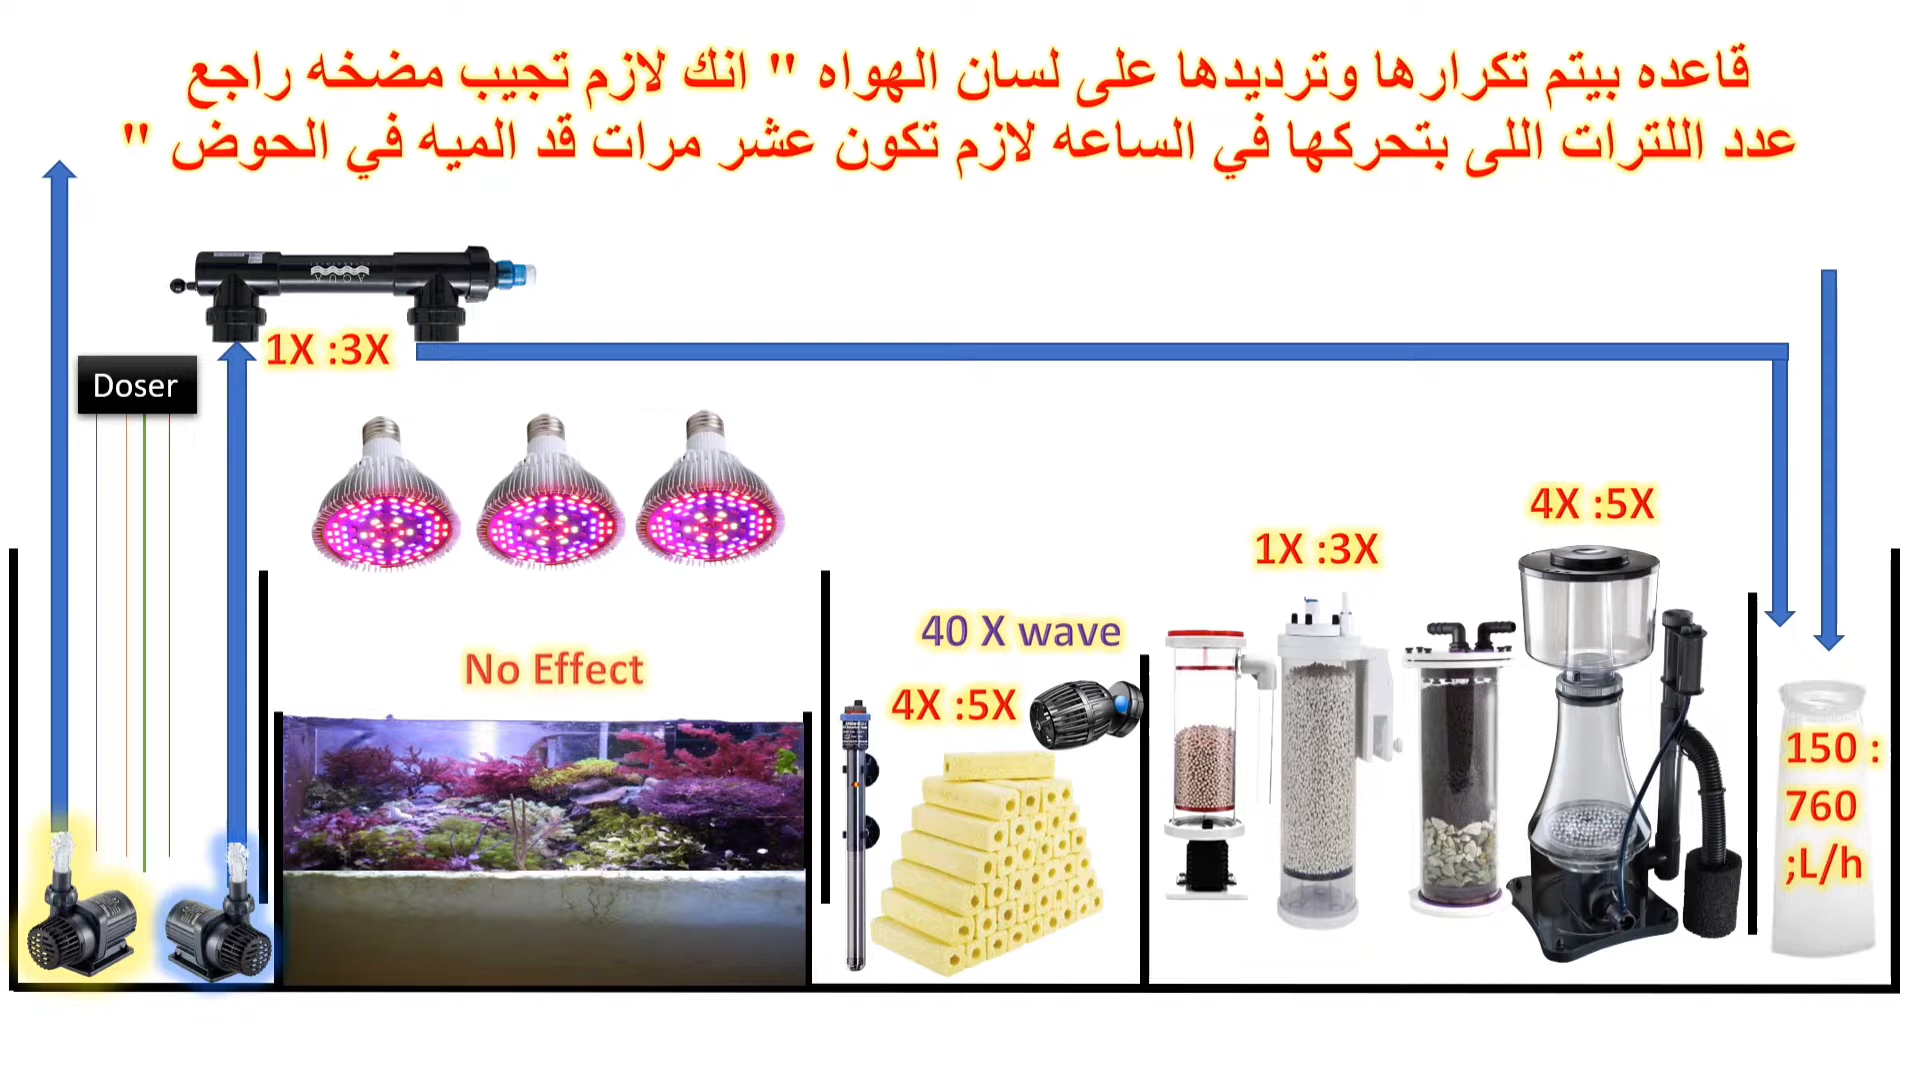 قاعده بيتم تكرارها وترديدها على لسان الهواه " انك لازم تجيب مضخه راجع
عدد اللترات اللى بتحركها في الساعه لازم تكون عشر مرات قد الميه في الحوض "
AQUA
1X :3X
Doser
4X :5X
1X :3X
40 X wave
No Effect
4X :5X
150 :
760
;L/h